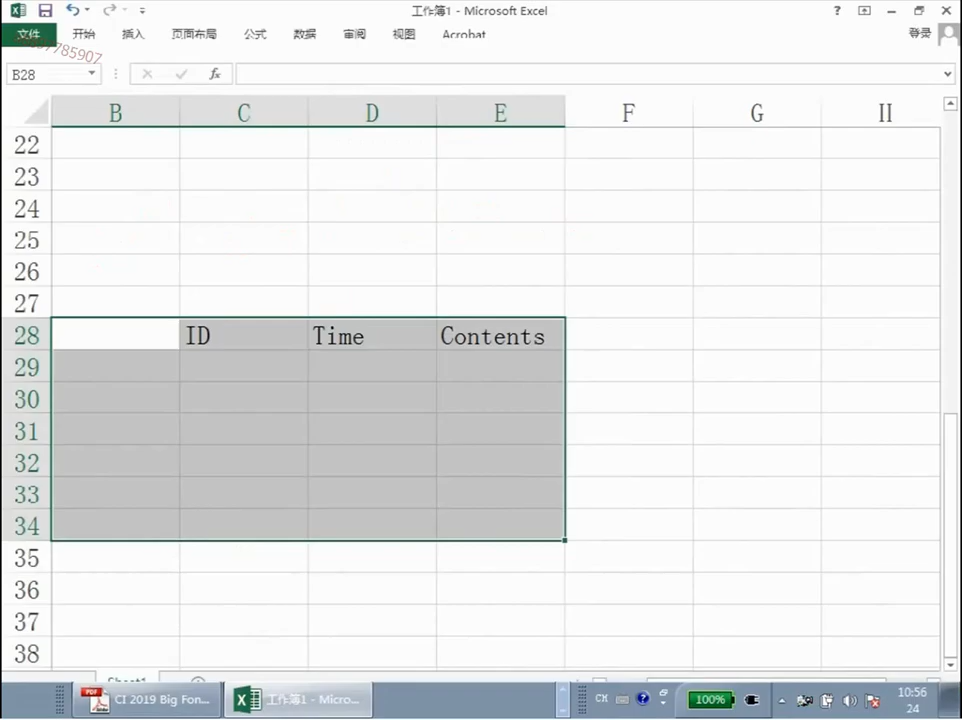 工作簿1 - Microsoft Excel
文件 开始 插入 页面布局 公式 数据 审阅 视图 Acrobat 登录
785907
B28 fx
B C D E F G H
22
23
24
25
26
27
28 ID Time Contents
29
30
31
32
33
34
35
36
37
38
Sheet1
CI 2019 Big Fon... 工作簿1 - Micro... CH 100% 10:56
24